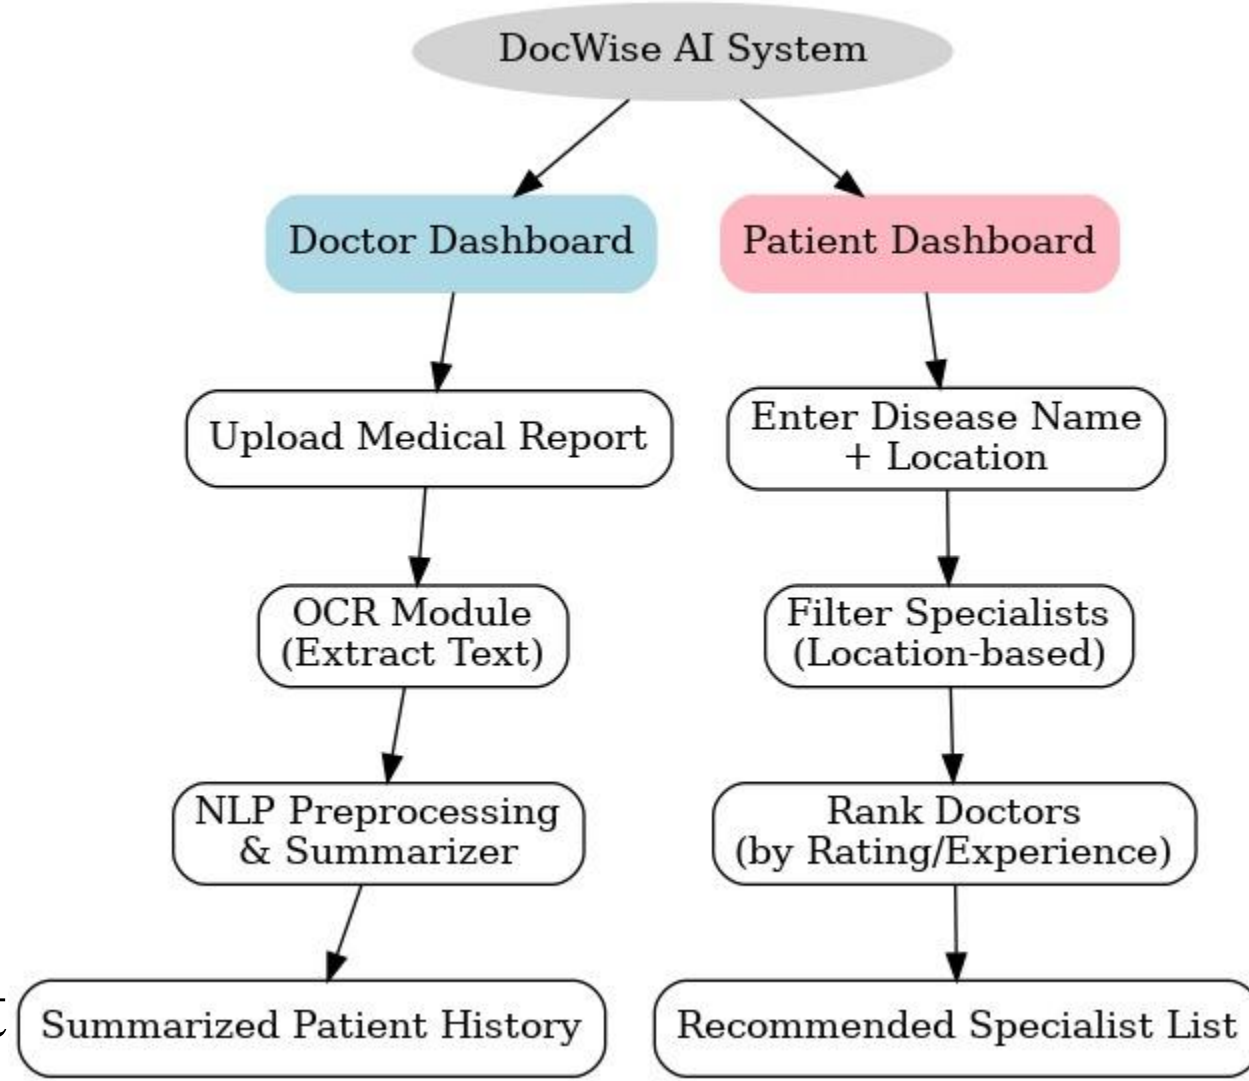 DocWise AI System
Doctor Dashboard
Patient Dashboard
Upload Medical Report
Enter Disease Name
+ Location
OCR Module
(Extract Text)
Filter Specialists
(Location-based)
NLP Preprocessing
& Summarizer
Rank Doctors
(by Rating/Experience)
Summarized Patient History
Recommended Specialist List